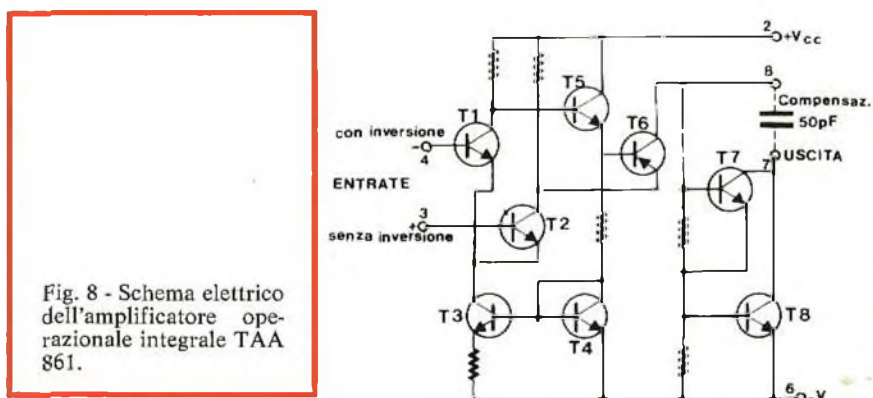 Fig. 8 - Schema elettrico
dell'amplificatore ope-
razionale integrale TAA
861.
2
+Vcc
8
T5
Compensaz.
T1
T6
50pF
con inversione
-
4
T7
7
USCITA
ENTRATE
3
+
T2
senza inversione
T3
T4
T8
6
-V